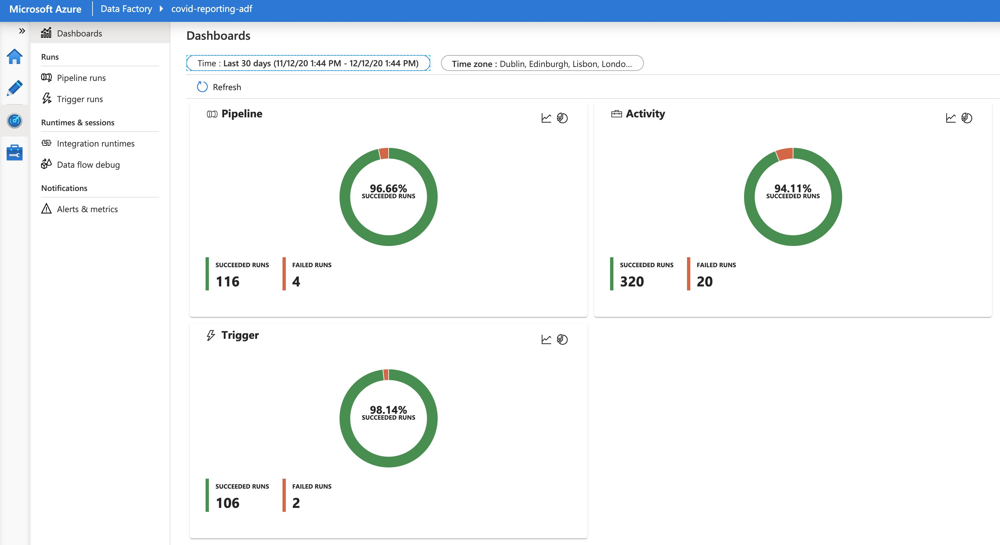 Microsoft Azure | Data Factory covid-reporting-adf
Dashboards
Runs
Pipeline runs
Trigger runs
Runtimes & sessions
Integration runtimes
Data flow debug
Notifications
Alerts & metrics
Dashboards
Time : Last 30 days (11/12/20 1:44 PM - 12/12/20 1:44 PM)
Time zone : Dublin, Edinburgh, Lisbon, Londo...
Refresh
Pipeline
96.66%
SUCCEEDED RUNS
SUCCEEDED RUNS
116
FAILED RUNS
4
Activity
94.11%
SUCCEEDED RUNS
SUCCEEDED RUNS
320
FAILED RUNS
20
Trigger
98.14%
SUCCEEDED RUNS
SUCCEEDED RUNS
106
FAILED RUNS
2